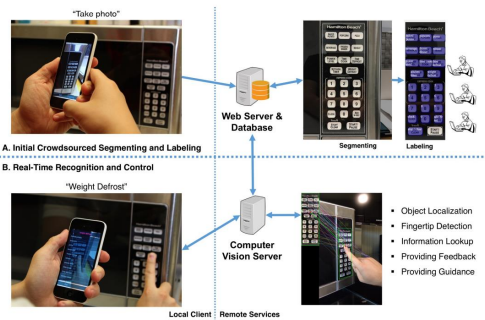 "Take photo"
Hamilton Beach
Web Server &
Database
Segmenting
Labeling
A. Initial Crowdsourced Segmenting and Labeling
B. Real-Time Recognition and Control
"Weight Defrost"
Computer
Vision Server
▪ Object Localization
▪ Fingertip Detection
▪ Information Lookup
▪ Providing Feedback
▪ Providing Guidance
Local Client
Remote Services